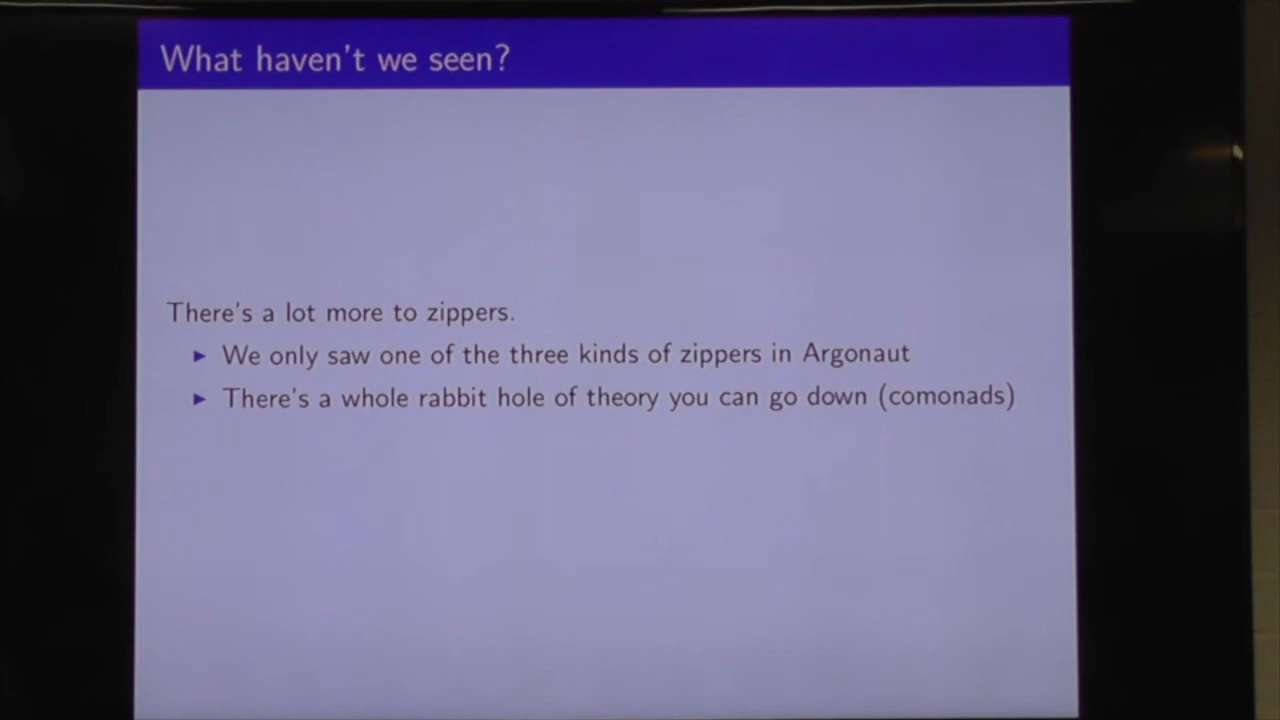 What haven't we seen?
There's a lot more to zippers.
▶ We only saw one of the three kinds of zippers in Argonaut
▶ There's a whole rabbit hole of theory you can go down (comonads)